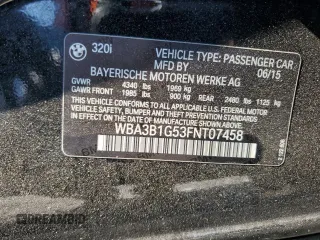 320i
VEHICLE TYPE: PASSENGER CAR
MFD BY 06/15
BAYERISCHE MOTOREN WERKE AG
GVWR 4340 lbs 1969 kg
GAWR FRONT 1985 lbs 900 kg REAR 2480 lbs 1125 kg
THIS VEHICLE CONFORMS TO ALL APPLICABLE U.S. FEDERAL MOTOR
VEHICLE SAFETY, BUMPER AND THEFT PREVENTION STANDARDS
IN EFFECT ON THE DATE OF MANUFACTURE SHOWN ABOVE.
WBA3B1G53FNT07458
DREAMBID